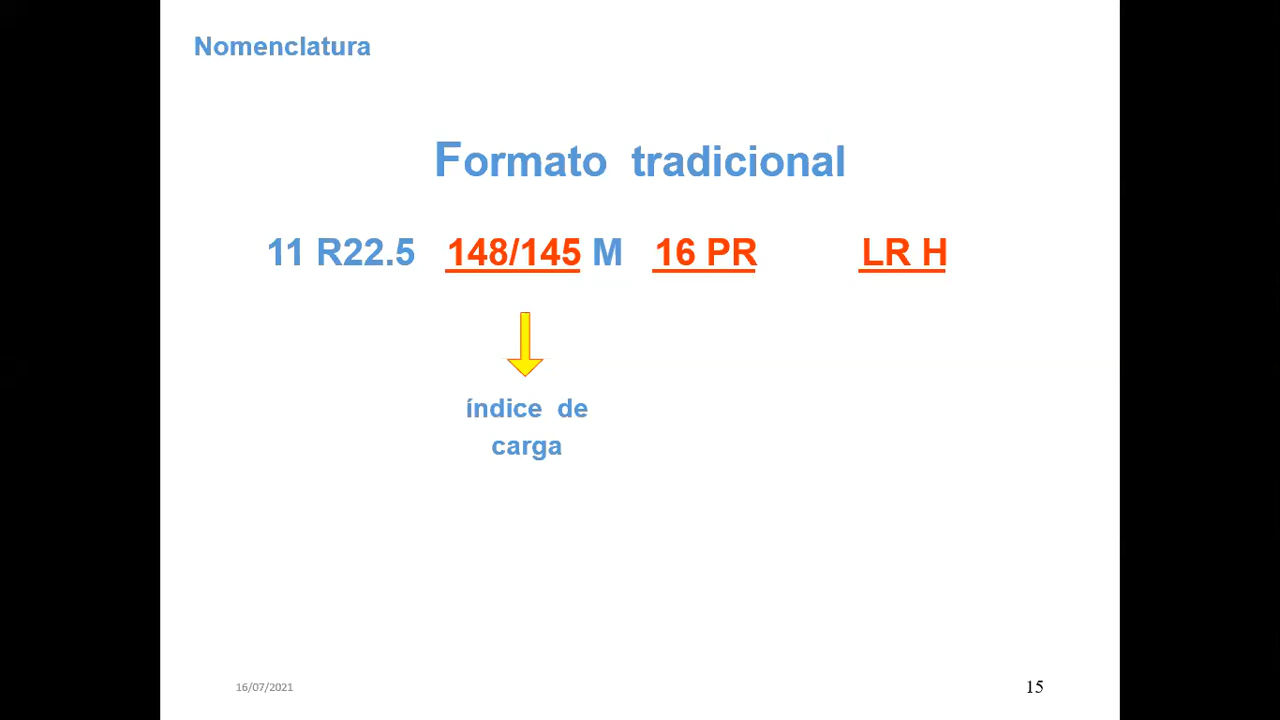 Nomenclatura
Formato tradicional
11 R22.5 148/145 M 16 PR LR H
índice de
carga
16/07/2021
15